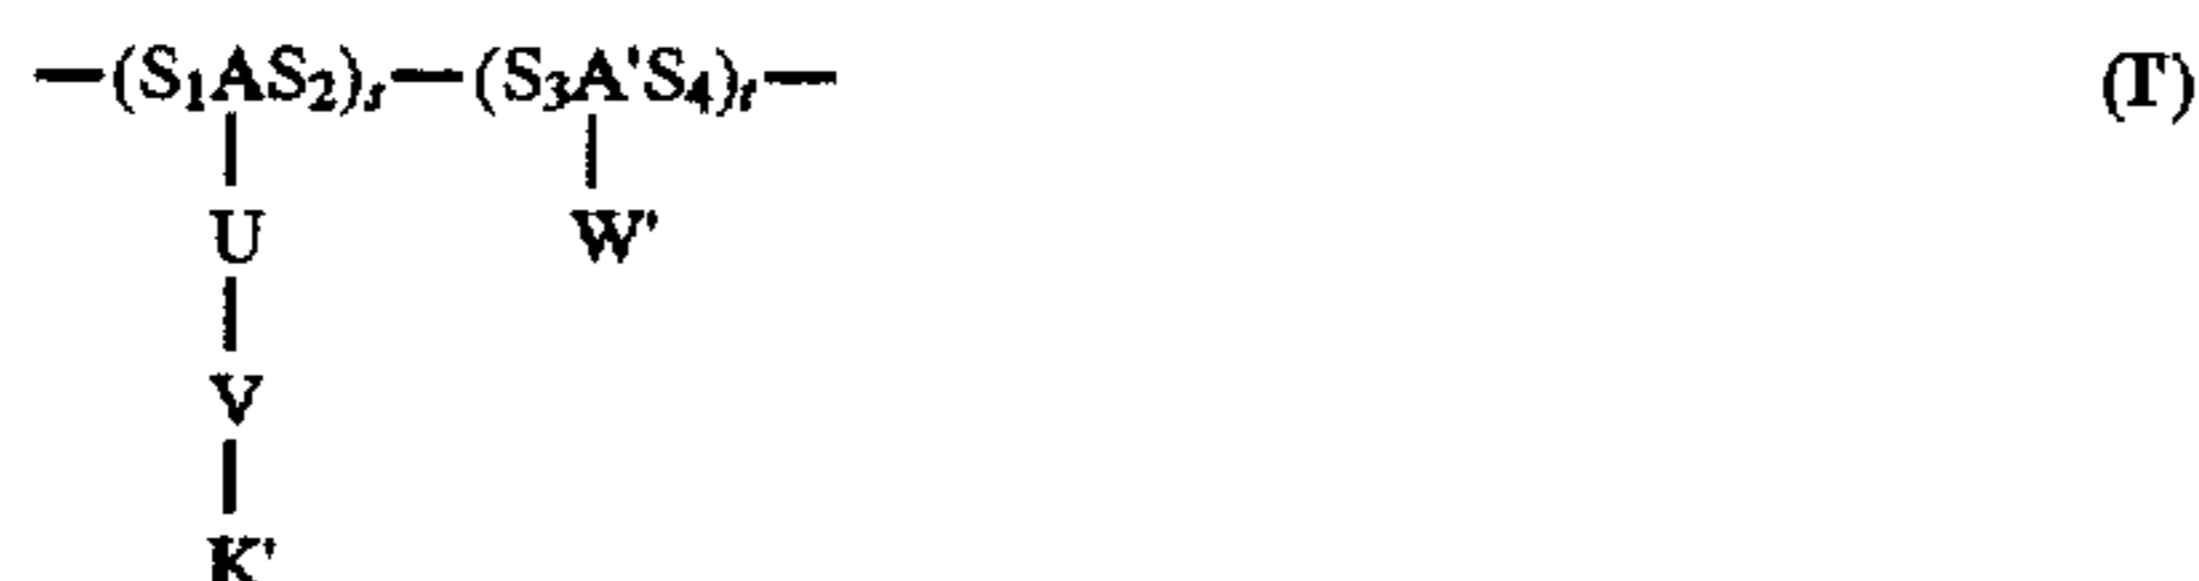 —(S₁AS₂)ₛ—(S₃A'S₄)ₜ— (T)
U W'
V
K'